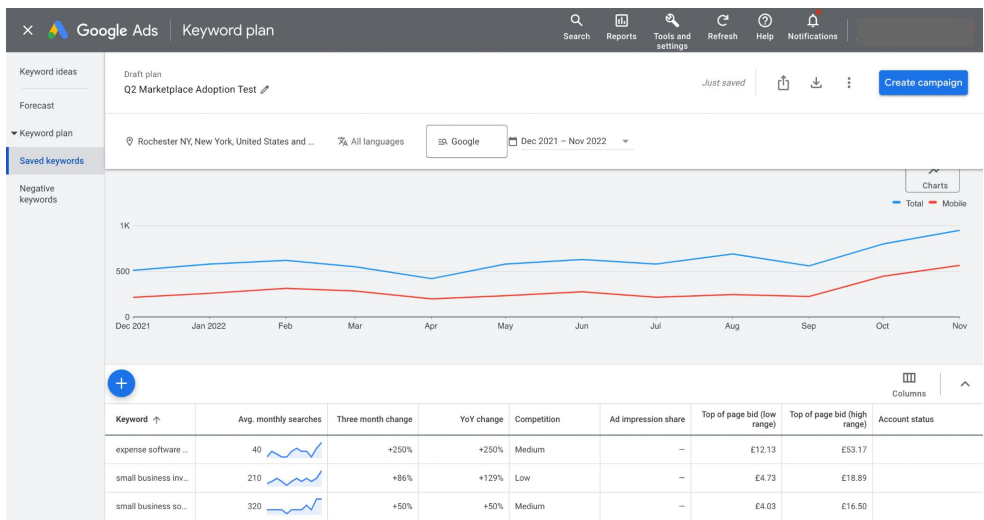 Google Ads Keyword plan
Search Reports Tools and settings Refresh Help Notifications
Keyword ideas
Forecast
Keyword plan
Saved keywords
Negative keywords
Draft plan
Q2 Marketplace Adoption Test
Just saved
Create campaign
Rochester NY, New York, United States and ... All languages Google Dec 2021 – Nov 2022
Charts
Total Mobile
1K
500
0
Dec 2021 Jan 2022 Feb Mar Apr May Jun Jul Aug Sep Oct Nov
Columns
Keyword Avg. monthly searches Three month change YoY change Competition Ad impression share Top of page bid (low range) Top of page bid (high range) Account status
expense software ... 40 +250% +250% Medium – £12.13 £53.17
small business inv... 210 +86% +129% Low – £4.73 £18.89
small business so... 320 +50% +50% Medium – £4.03 £16.50